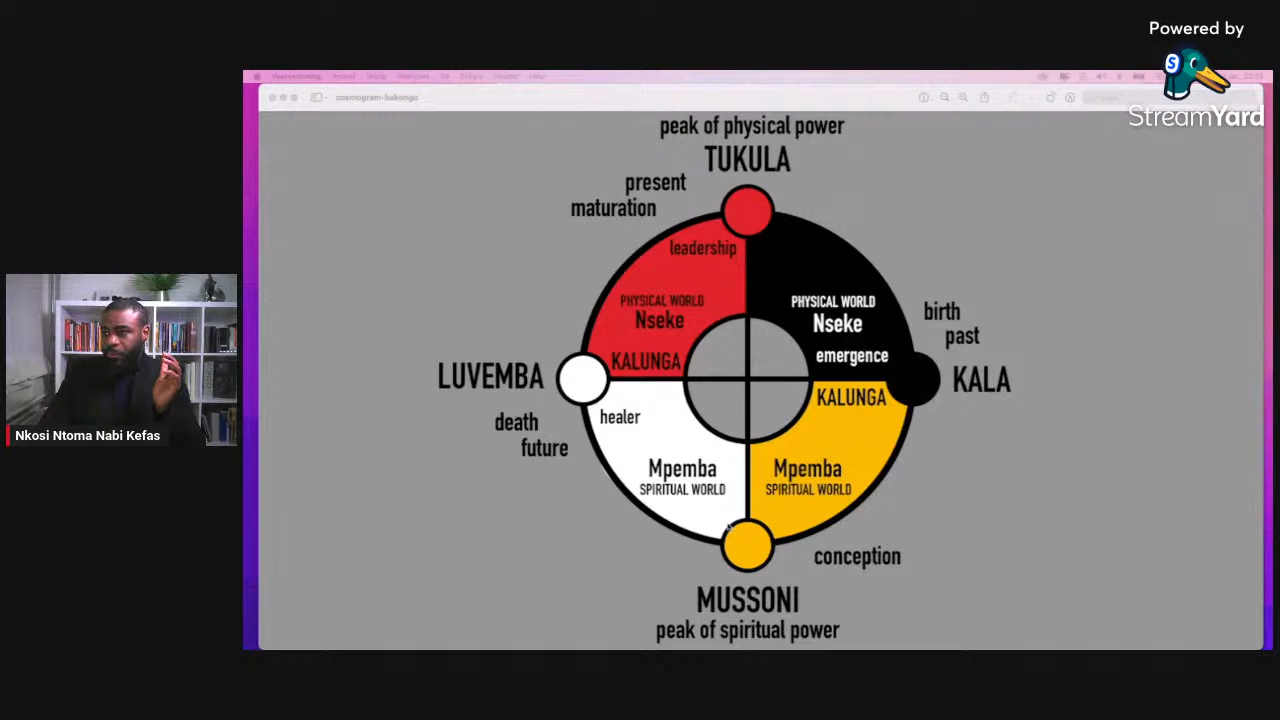 Powered by
StreamYard
cosmogram-bakongo
peak of physical power
TUKULA
present
maturation
leadership
PHYSICAL WORLD
Nseke
KALUNGA
PHYSICAL WORLD
Nseke
emergence
birth
past
LUVEMBA
KALA
KALUNGA
death
future
healer
Mpemba
SPIRITUAL WORLD
Mpemba
SPIRITUAL WORLD
conception
MUSSONI
peak of spiritual power
Nkosi Ntoma Nabi Kefas